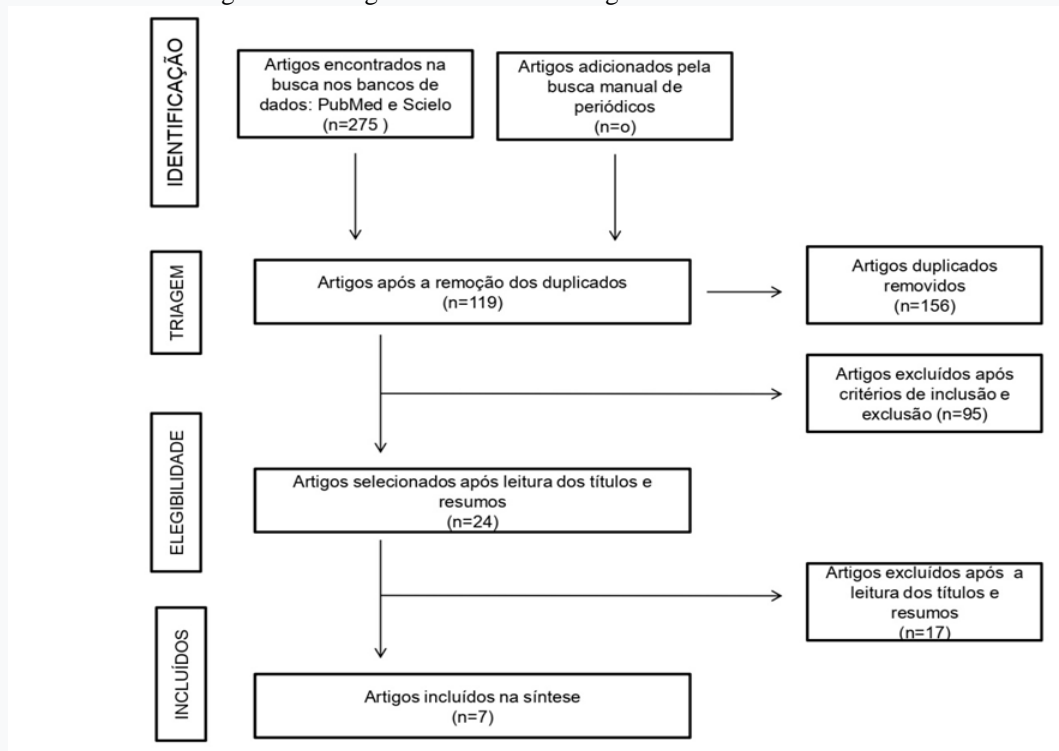 IDENTIFICAÇÃO
Artigos encontrados na
busca nos bancos de
dados: PubMed e Scielo
(n=275 )
Artigos adicionados pela
busca manual de
periódicos
(n=o)
TRIAGEM
Artigos após a remoção dos duplicados
(n=119)
Artigos duplicados
removidos
(n=156)
Artigos excluídos após
critérios de inclusão e
exclusão (n=95)
ELEGIBILIDADE
Artigos selecionados após leitura dos títulos e
resumos
(n=24)
Artigos excluídos após a
leitura dos títulos e
resumos
(n=17)
INCLUÍDOS
Artigos incluídos na síntese
(n=7)